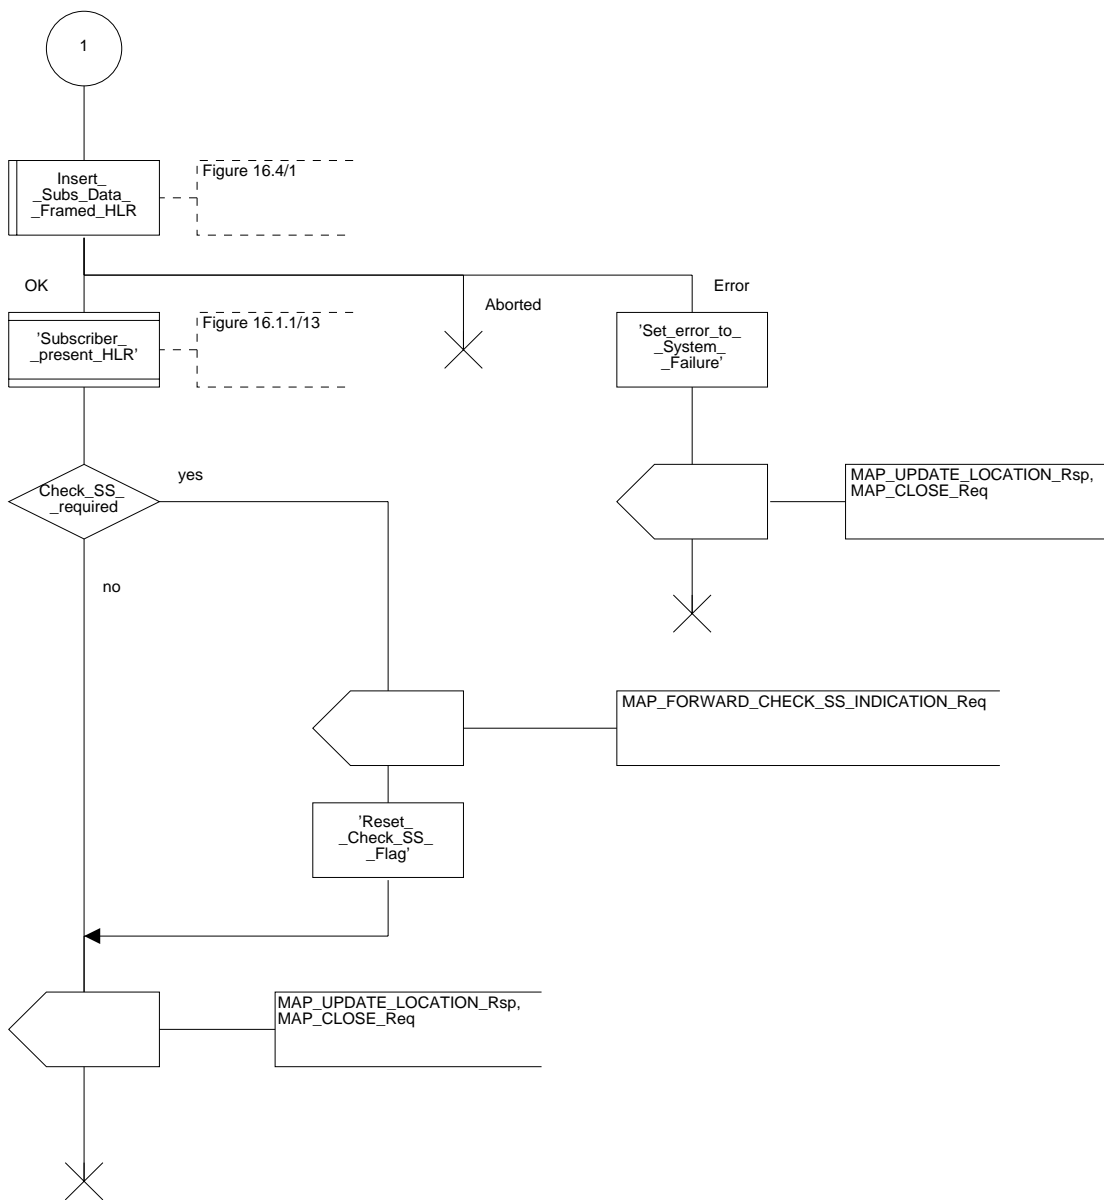 1
Insert_
_Subs_Data_
_Framed_HLR
Figure 16.4/1
OK
Aborted
Error
'Subscriber_
_present_HLR'
Figure 16.1.1/13
'Set_error_to_
_System_
_Failure'
Check_SS_
_required
yes
no
MAP_UPDATE_LOCATION_Rsp,
MAP_CLOSE_Req
MAP_FORWARD_CHECK_SS_INDICATION_Req
'Reset_
_Check_SS_
_Flag'
MAP_UPDATE_LOCATION_Rsp,
MAP_CLOSE_Req